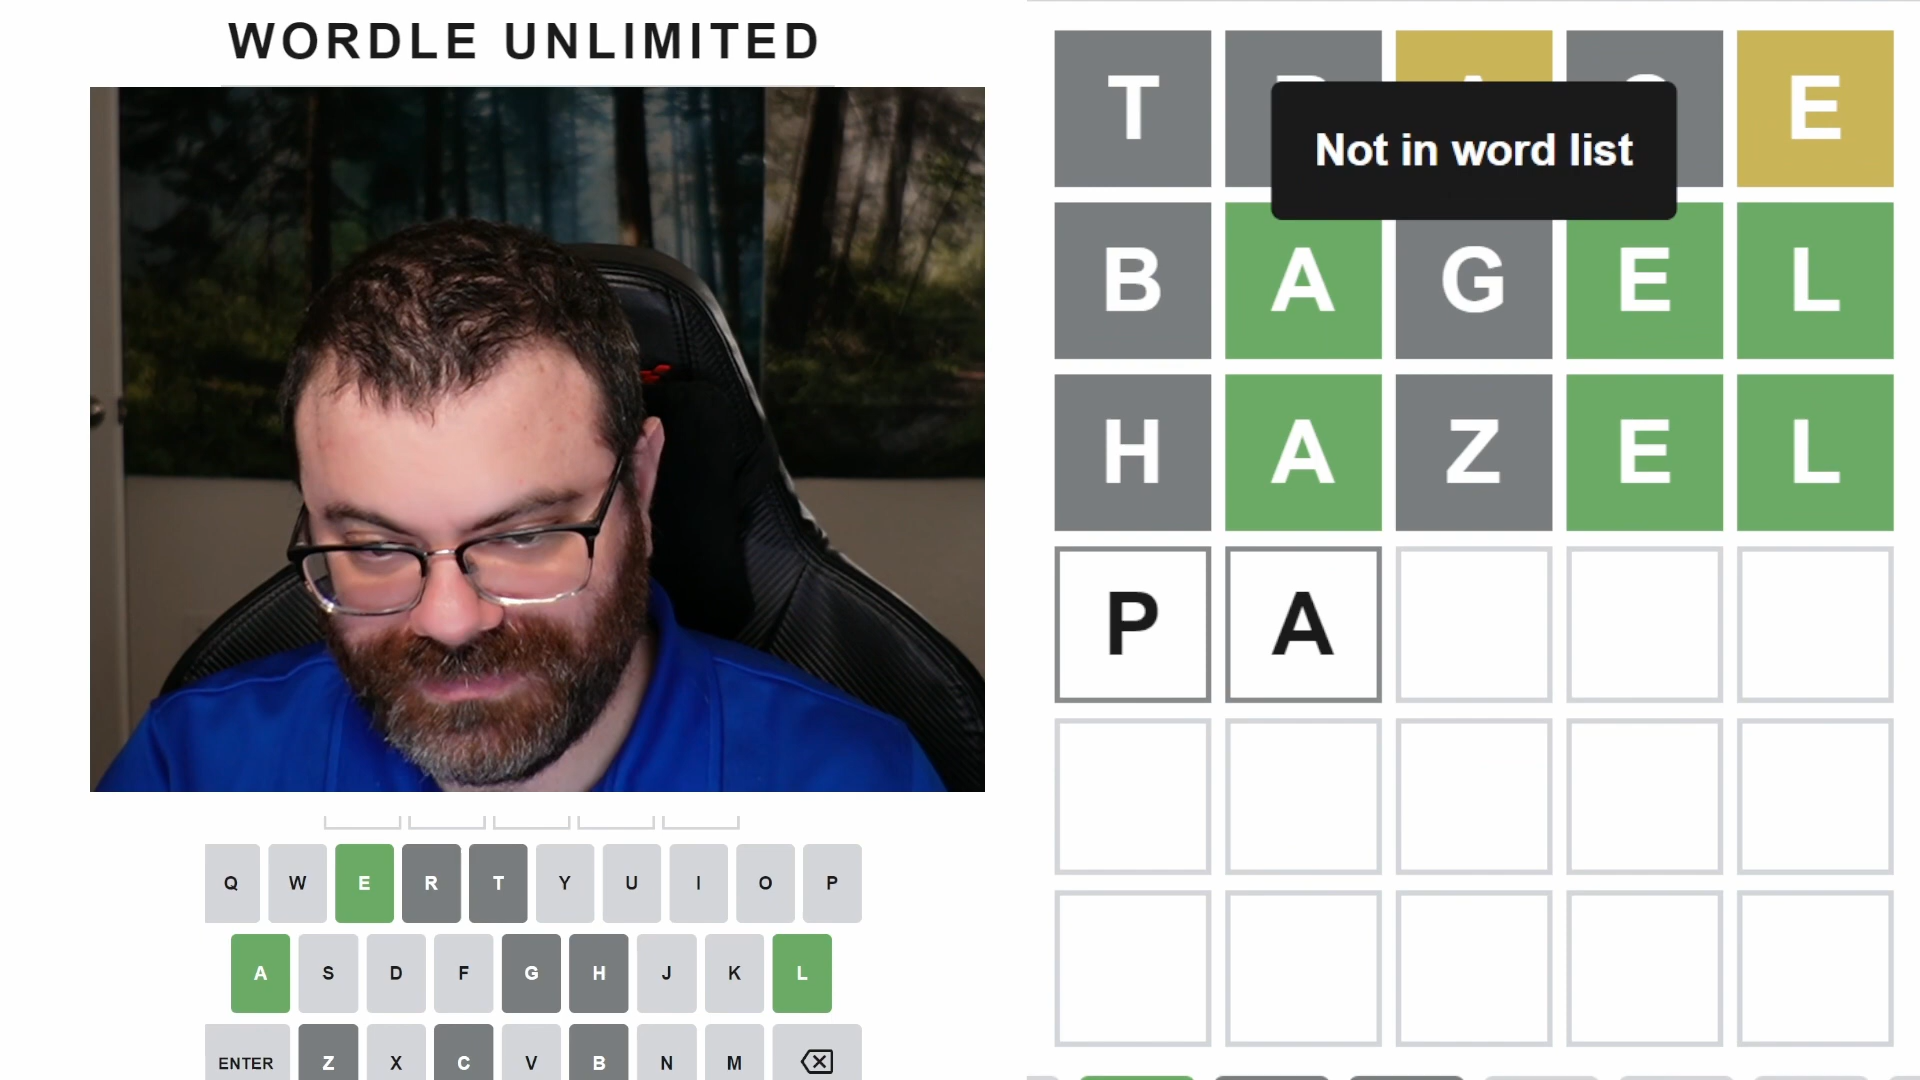 WORDLE UNLIMITED
Q W E R T Y U I O P
A S D F G H J K L
ENTER Z X C V B N M
T E
Not in word list
B A G E L
H A Z E L
P A